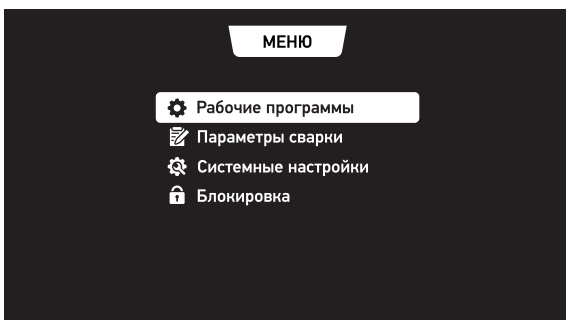 МЕНЮ
Рабочие программы
Параметры сварки
Системные настройки
Блокировка